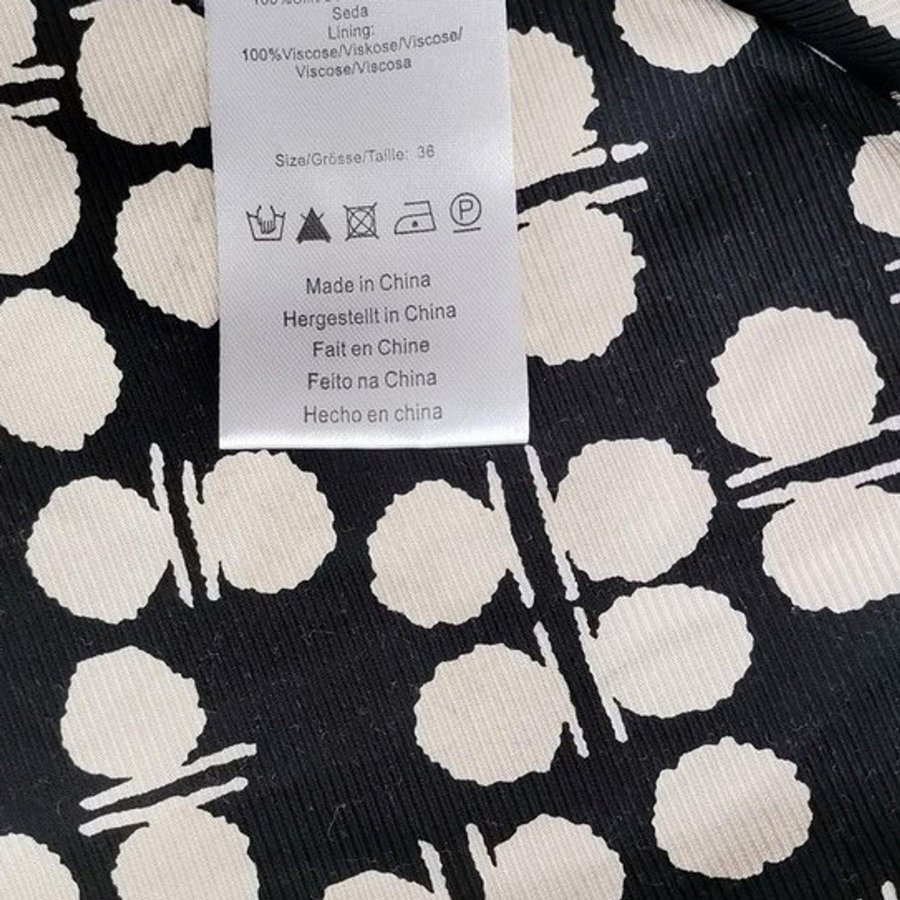 Seda
Lining:
100%Viscose/Viskose/Viscose/
Viscose/Viscosa
Size/Grösse/Taille: 36
P
Made in China
Hergestellt in China
Fait en Chine
Feito na China
Hecho en china